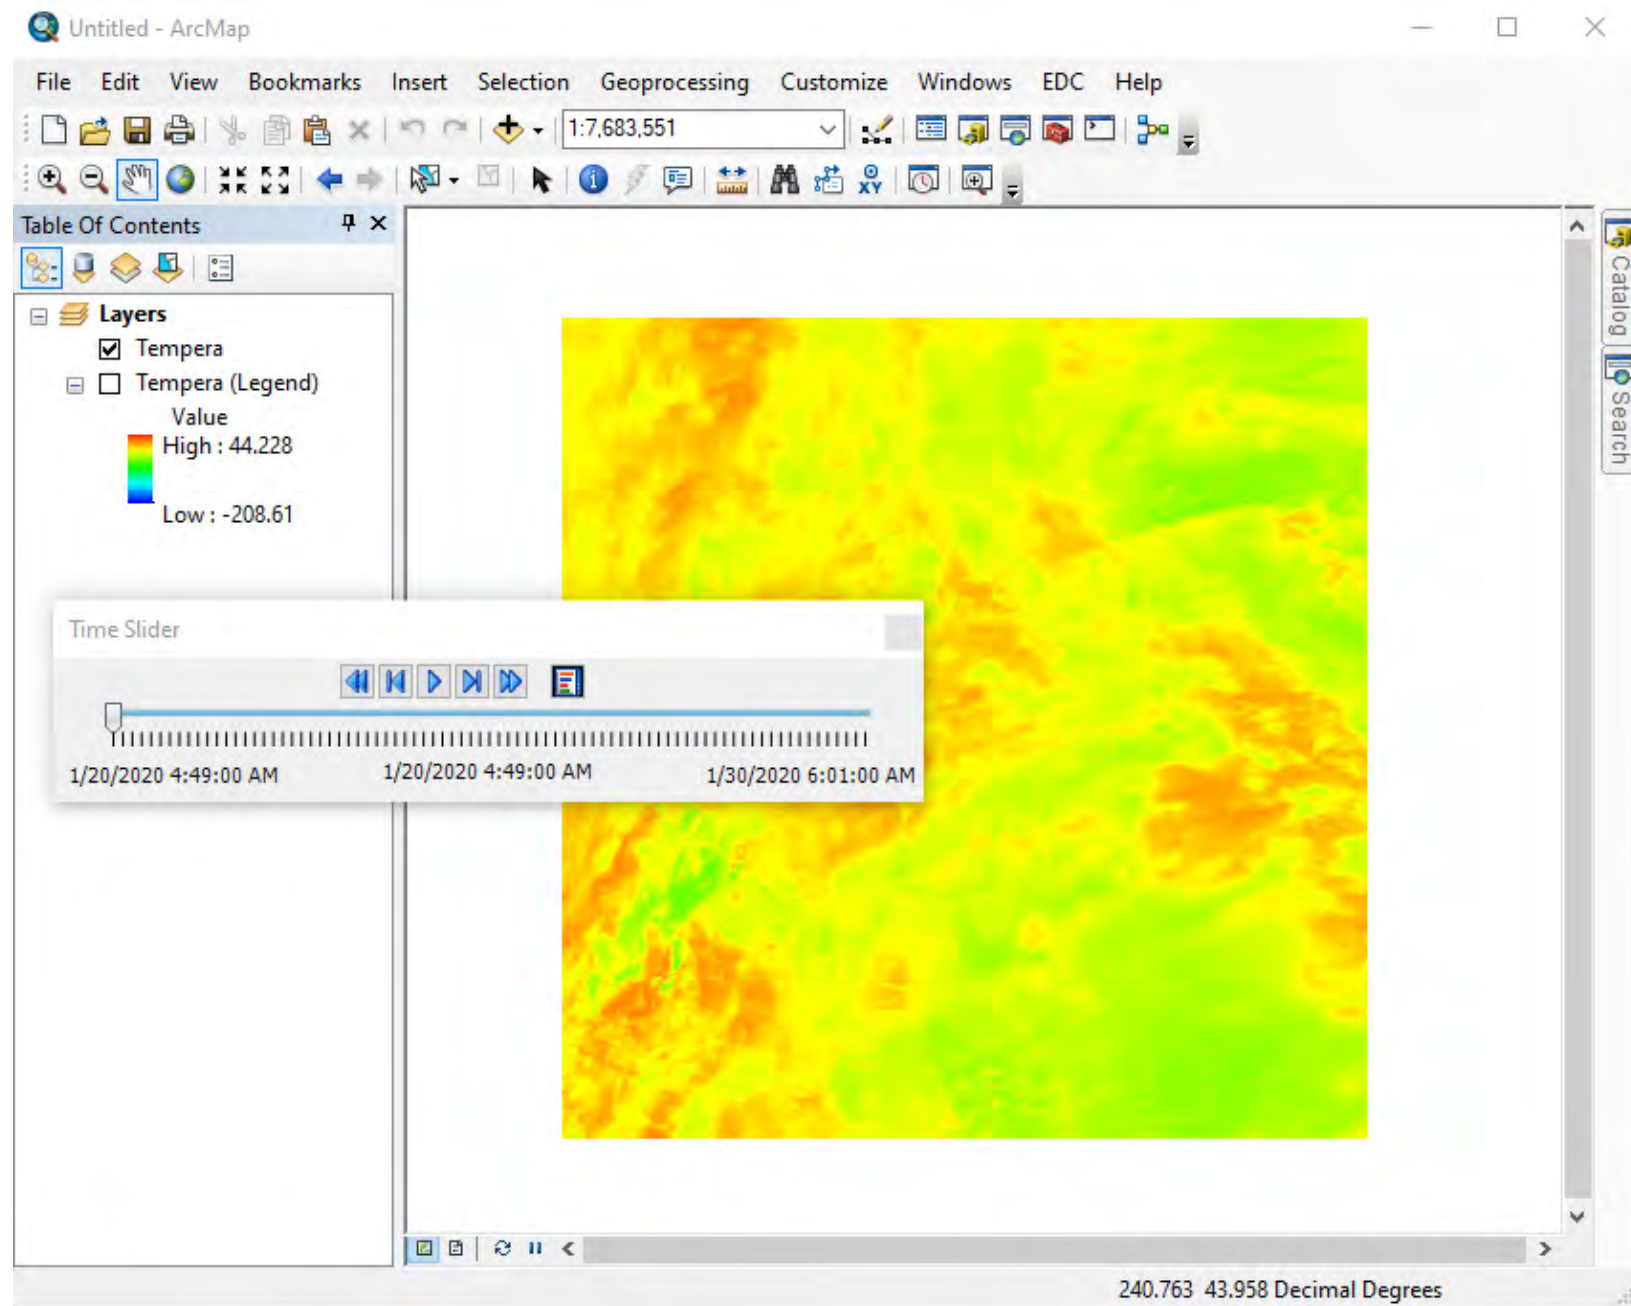 Untitled - ArcMap
File Edit View Bookmarks Insert Selection Geoprocessing Customize Windows EDC Help
1:7,683,551
XY
Table Of Contents
Layers
Tempera
Tempera (Legend)
Value
High : 44.228
Low : -208.61
Time Slider
1/20/2020 4:49:00 AM 1/20/2020 4:49:00 AM 1/30/2020 6:01:00 AM
Catalog
Search
240.763 43.958 Decimal Degrees